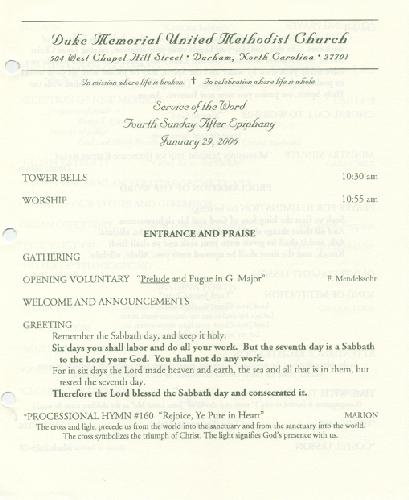 Duke Memorial United Methodist Church
504 West Chapel Hill Street • Durham, North Carolina • 27701
In mission where life is broken. † In celebration where life is whole
Service of the Word
Fourth Sunday After Epiphany
January 29, 2006
TOWER BELLS 10:30 am
WORSHIP 10:55 am
ENTRANCE AND PRAISE
GATHERING
OPENING VOLUNTARY "Prelude and Fugue in G Major" F. Mendelssohn
WELCOME AND ANNOUNCEMENTS
GREETING
Remember the Sabbath day, and keep it holy.
Six days you shall labor and do all your work. But the seventh day is a Sabbath
to the Lord your God. You shall not do any work.
For in six days the Lord made heaven and earth, the sea and all that is in them, but
rested the seventh day.
Therefore the Lord blessed the Sabbath day and consecrated it.
*PROCESSIONAL HYMN #160 "Rejoice, Ye Pure in Heart" MARION
The cross and light precede us from the world into the sanctuary and from the sanctuary into the world.
The cross symbolizes the triumph of Christ. The light signifies God's presence with us.